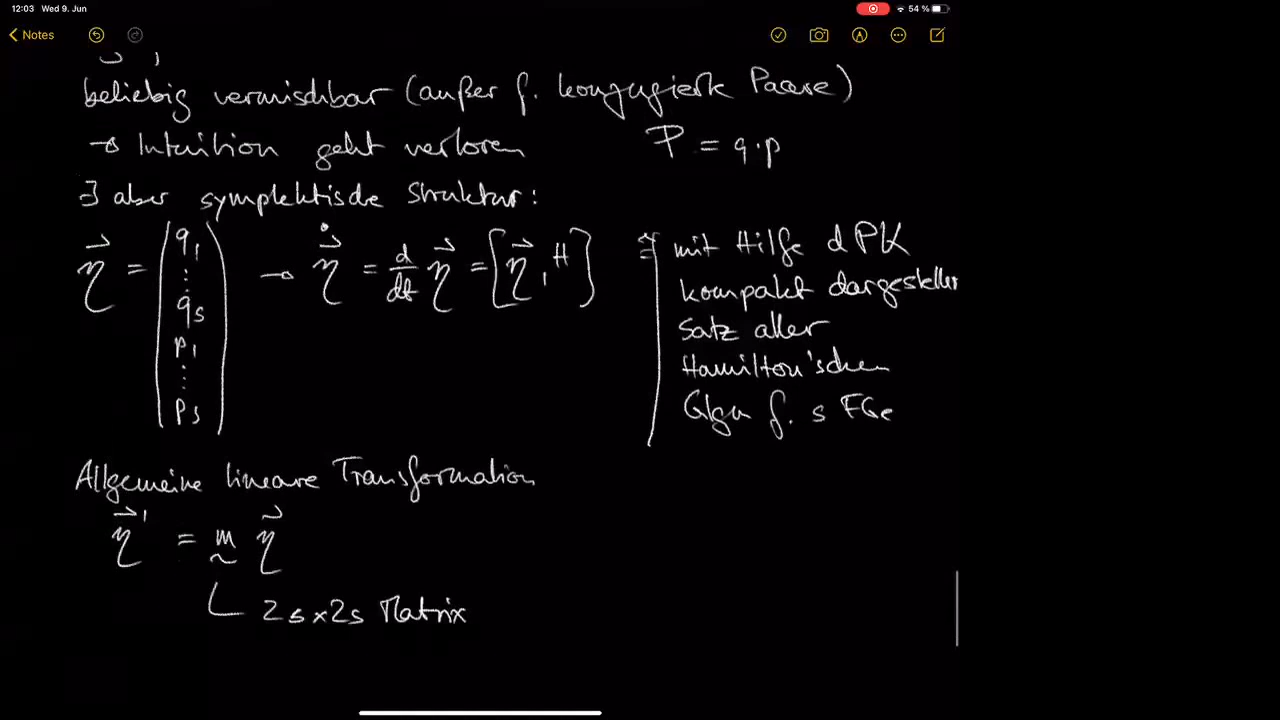 12:03 Wed 9. Jun 54 %
Notes
beliebig vermischbar (außer f. konjugierte Paare)
→ Intuition geht verloren P = q·p
∃ aber symplektische Struktur:
η⃗ = (q₁ ⋮ qₛ p₁ ⋮ pₛ) → η⃗̇ = d/dt η⃗ = [η⃗, H]
≙ mit Hilfe d PK
kompakt dargestellter
Satz aller
Hamilton'schen
Glgn f. s FGe
Allgemeine lineare Transformation
η⃗' = m̰ η⃗
2s×2s Matrix